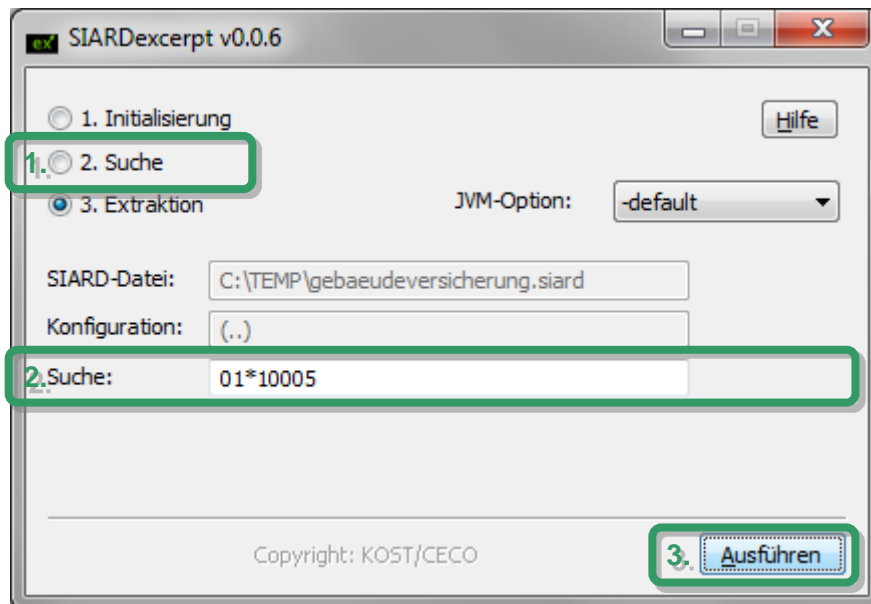 ex SIARDexcerpt v0.0.6
1. Initialisierung Hilfe
1. 2. Suche
3. Extraktion JVM-Option: -default
SIARD-Datei: C:\TEMP\gebaeudeversicherung.siard
Konfiguration: (..)
2. Suche: 01*10005
Copyright: KOST/CECO 3. Ausführen